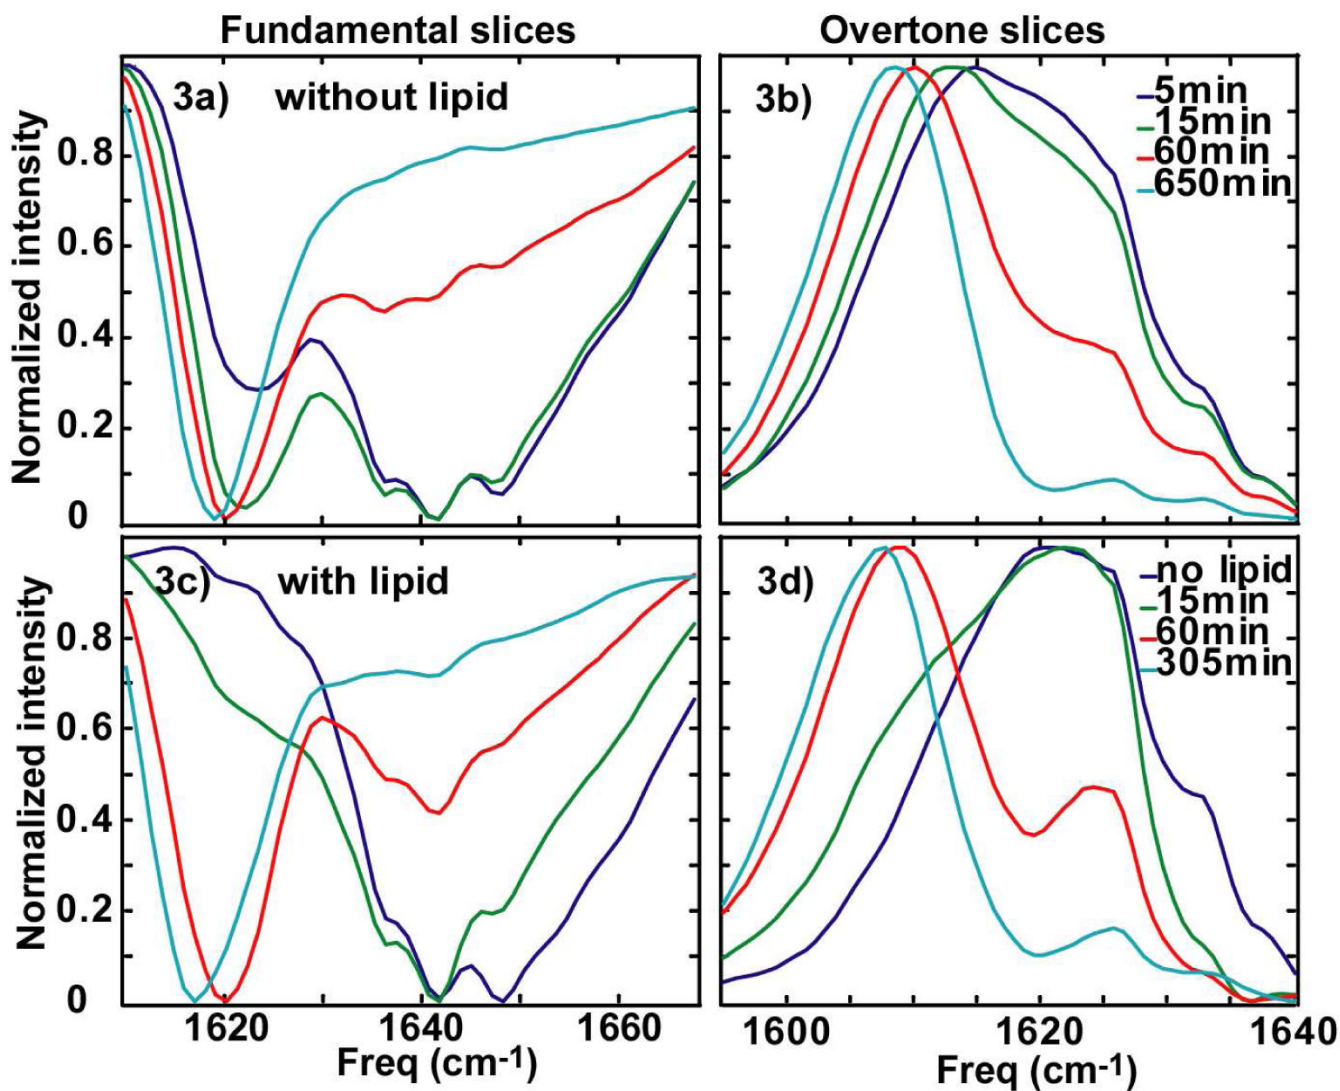 Fundamental slices
Overtone slices
Normalized intensity
3a) without lipid
0.8
0.6
0.4
0.2
0
3b)
5min
15min
60min
650min
Normalized intensity
3c) with lipid
0.8
0.6
0.4
0.2
0
1620 1640 1660
Freq (cm-1)
3d)
no lipid
15min
60min
305min
1600 1620 1640
Freq (cm-1)